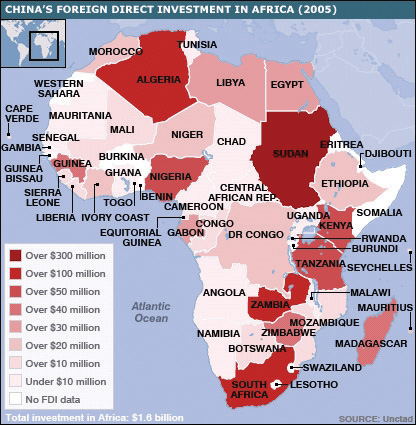 CHINA'S FOREIGN DIRECT INVESTMENT IN AFRICA (2005)
TUNISIA
MOROCCO
ALGERIA
LIBYA
EGYPT
WESTERN
SAHARA
CAPE
VERDE
MAURITANIA
MALI
NIGER
CHAD
SUDAN
ERITREA
DJIBOUTI
SENEGAL
GAMBIA
GUINEA
BISSAU
GUINEA
BURKINA
GHANA
NIGERIA
BENIN
TOGO
SIERRA
LEONE
LIBERIA
IVORY COAST
CAMEROON
CENTRAL
AFRICAN REP.
ETHIOPIA
EQUITORIAL
GUINEA
GABON
CONGO
DR CONGO
UGANDA
KENYA
SOMALIA
RWANDA
BURUNDI
TANZANIA
SEYCHELLES
ANGOLA
ZAMBIA
MALAWI
MAURITIUS
MOZAMBIQUE
ZIMBABWE
MADAGASCAR
NAMIBIA
BOTSWANA
SWAZILAND
SOUTH
AFRICA
LESOTHO
Atlantic
Ocean
Over $300 million
Over $100 million
Over $50 million
Over $40 million
Over $30 million
Over $20 million
Over $10 million
Under $10 million
No FDI data
Total investment in Africa: $1.6 billion
SOURCE: Unctad